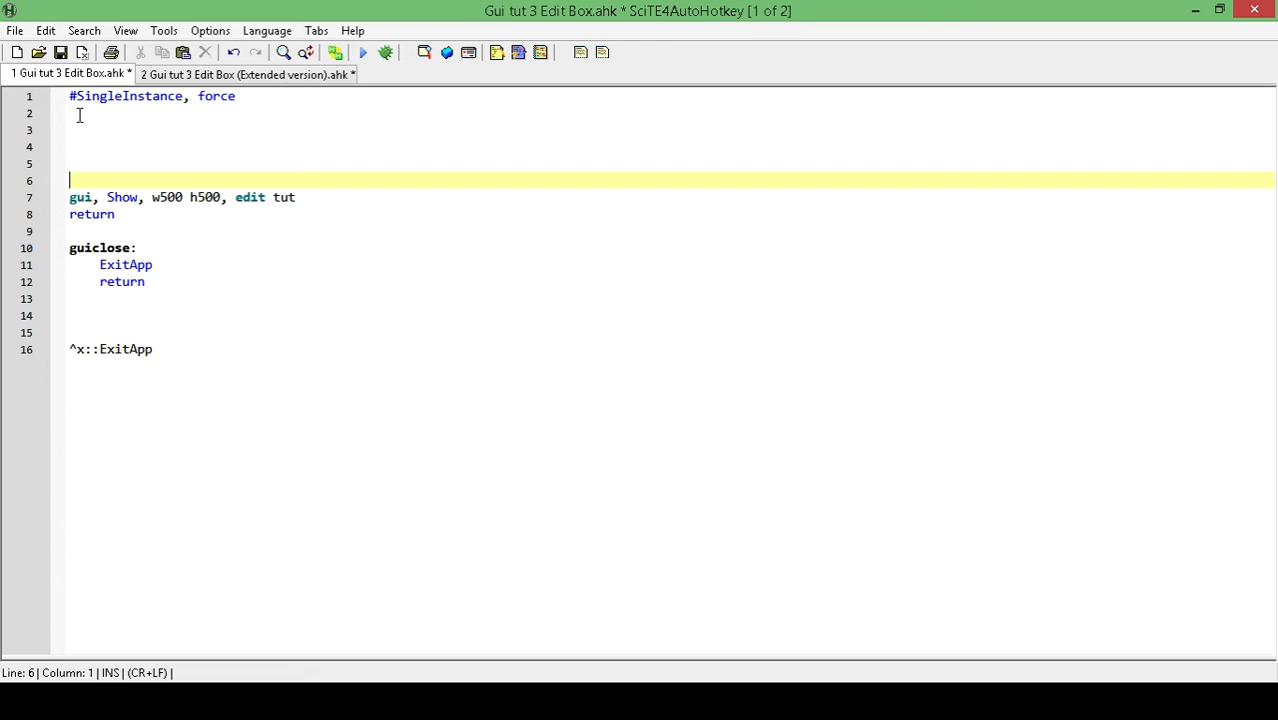 Gui tut 3 Edit Box.ahk * SciTE4AutoHotkey [1 of 2]
File Edit Search View Tools Options Language Tabs Help
1 Gui tut 3 Edit Box.ahk * 2 Gui tut 3 Edit Box (Extended version).ahk *
1 #SingleInstance, force
2
3
4
5
6
7 gui, Show, w500 h500, edit tut
8 return
9
10 guiclose:
11 ExitApp
12 return
13
14
15
16 ^x::ExitApp
Line: 6 | Column: 1 | INS | (CR+LF) |